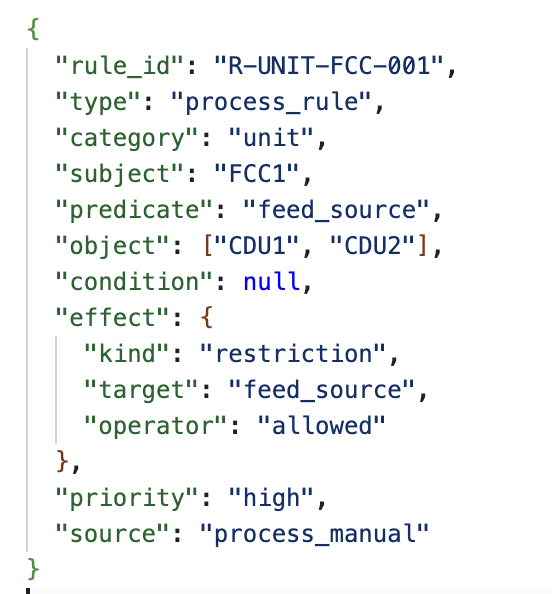 {
  "rule_id": "R-UNIT-FCC-001",
  "type": "process_rule",
  "category": "unit",
  "subject": "FCC1",
  "predicate": "feed_source",
  "object": ["CDU1", "CDU2"],
  "condition": null,
  "effect": {
    "kind": "restriction",
    "target": "feed_source",
    "operator": "allowed"
  },
  "priority": "high",
  "source": "process_manual"
}